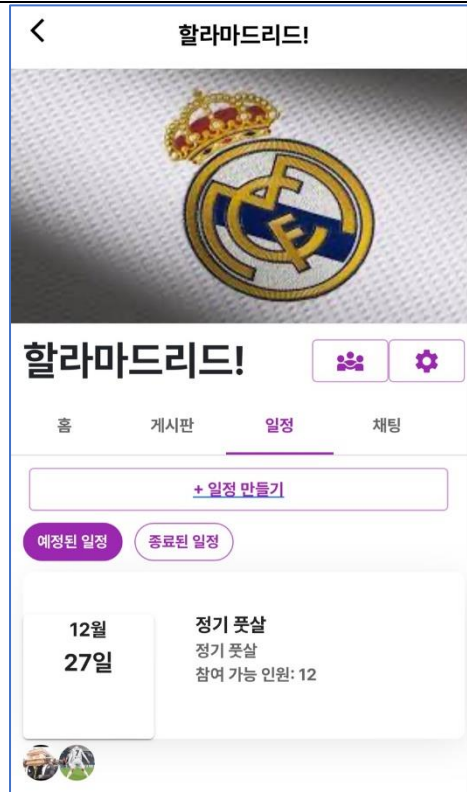 할라마드리드!
할라마드리드!
홈 게시판 일정 채팅
+ 일정 만들기
예정된 일정 종료된 일정
12월
27일
정기 풋살
정기 풋살
참여 가능 인원: 12